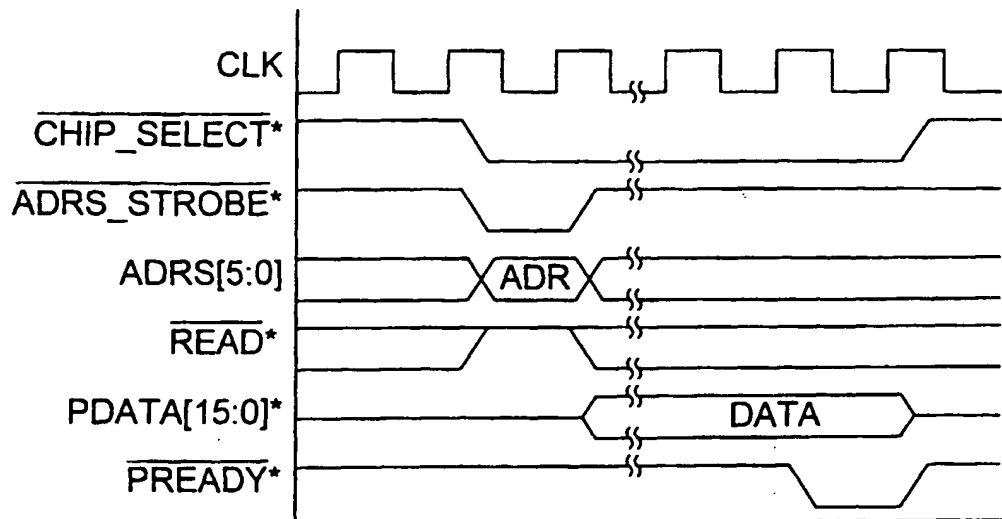 CLK
CHIP_SELECT*
ADRS_STROBE*
ADRS[5:0]
ADR
READ*
PDATA[15:0]*
DATA
PREADY*